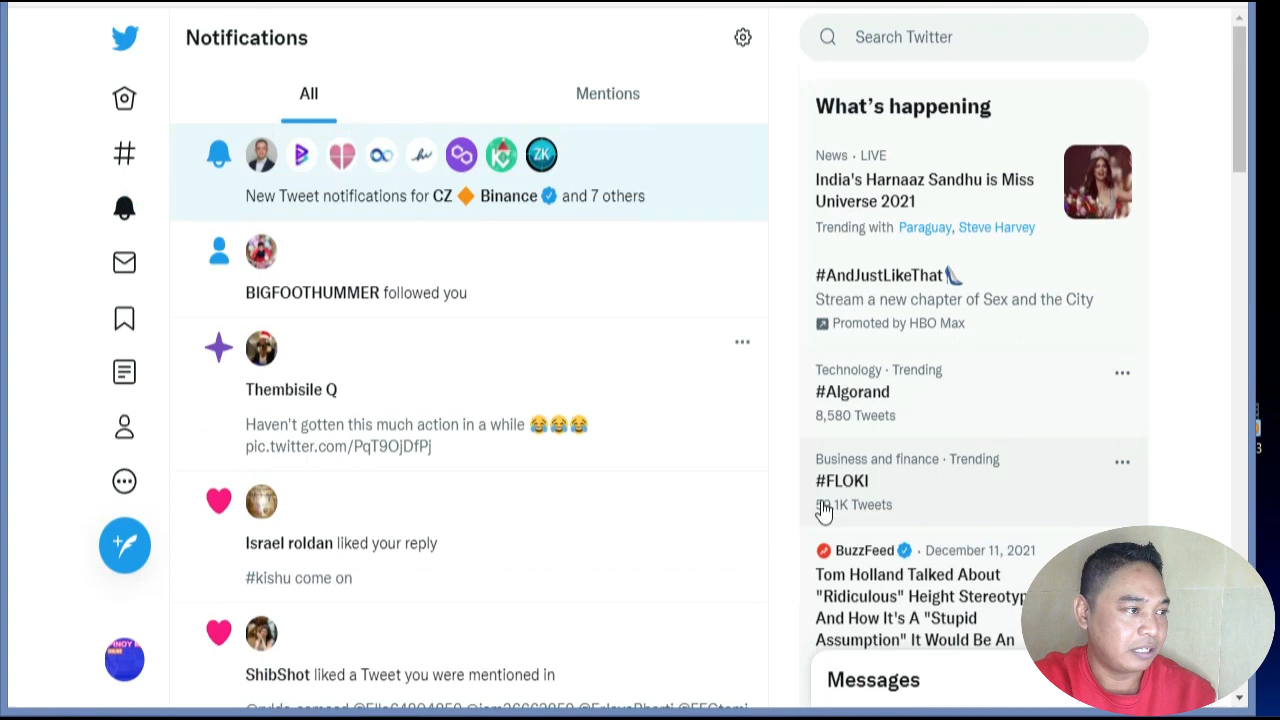 Notifications
All
Mentions
New Tweet notifications for CZ 🔶 Binance and 7 others
BIGFOOTHUMMER followed you
Thembisile Q
Haven't gotten this much action in a while 😂😂😂
pic.twitter.com/PqT9OjDfPj
Israel roldan liked your reply
#kishu come on
ShibShot liked a Tweet you were mentioned in
Search Twitter
What's happening
News · LIVE
India's Harnaaz Sandhu is Miss
Universe 2021
Trending with Paraguay, Steve Harvey
#AndJustLikeThat
Stream a new chapter of Sex and the City
Promoted by HBO Max
Technology · Trending
#Algorand
8,580 Tweets
Business and finance · Trending
#FLOKI
Tweets
BuzzFeed · December 11, 2021
Tom Holland Talked About
"Ridiculous" Height
And How It's A "Stupid
Assumption" It Would Be An
Messages
ZK